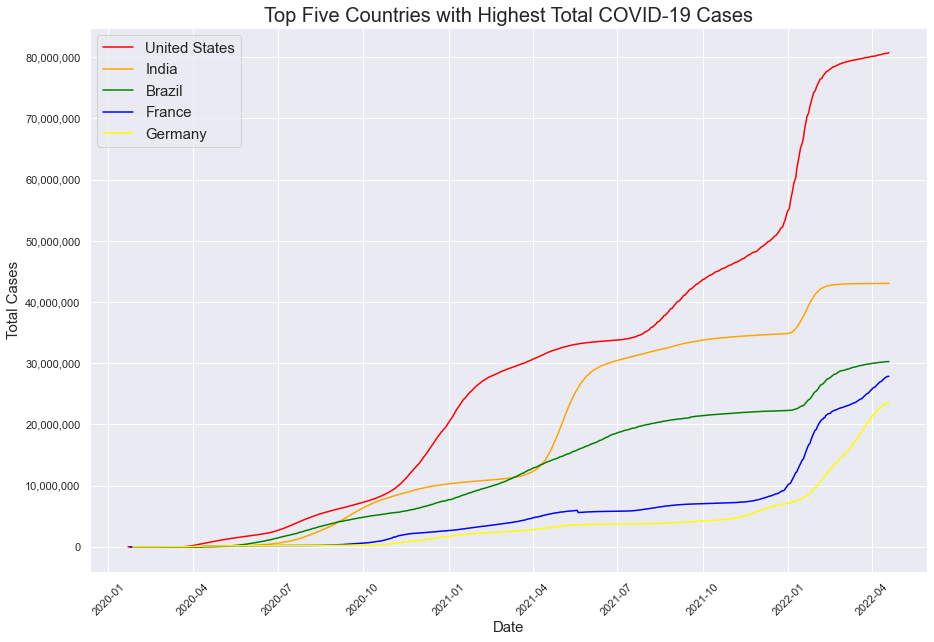 Top Five Countries with Highest Total COVID-19 Cases
United States
India
Brazil
France
Germany
Total Cases
80,000,000
70,000,000
60,000,000
50,000,000
40,000,000
30,000,000
20,000,000
10,000,000
0
2020-01
2020-04
2020-07
2020-10
2021-01
2021-04
2021-07
2021-10
2022-01
2022-04
Date